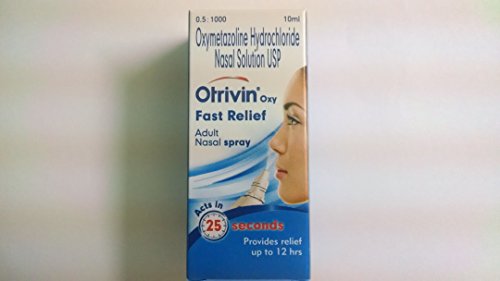 0.5 : 1000 10ml
Oxymetazoline Hydrochloride
Nasal Solution USP
Otrivin® Oxy
Fast Relief
Adult
Nasal spray
Acts in
25 seconds
Provides relief
up to 12 hrs